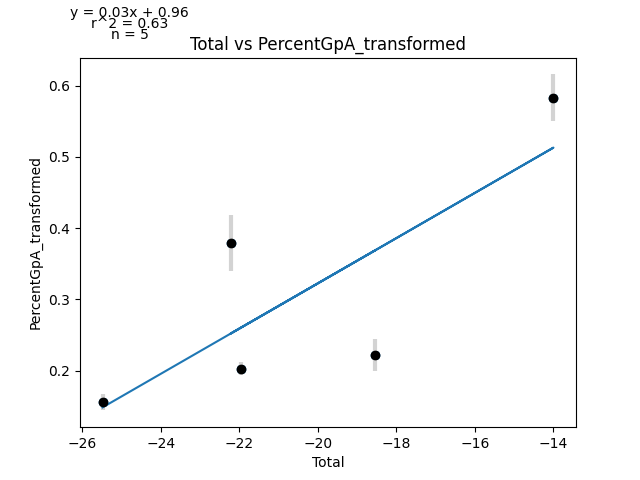 y = 0.03x + 0.96
r^2 = 0.63
n = 5
Total vs PercentGpA_transformed
0.6
0.5
0.4
0.3
0.2
PercentGpA_transformed
−26
−24
−22
−20
−18
−16
−14
Total